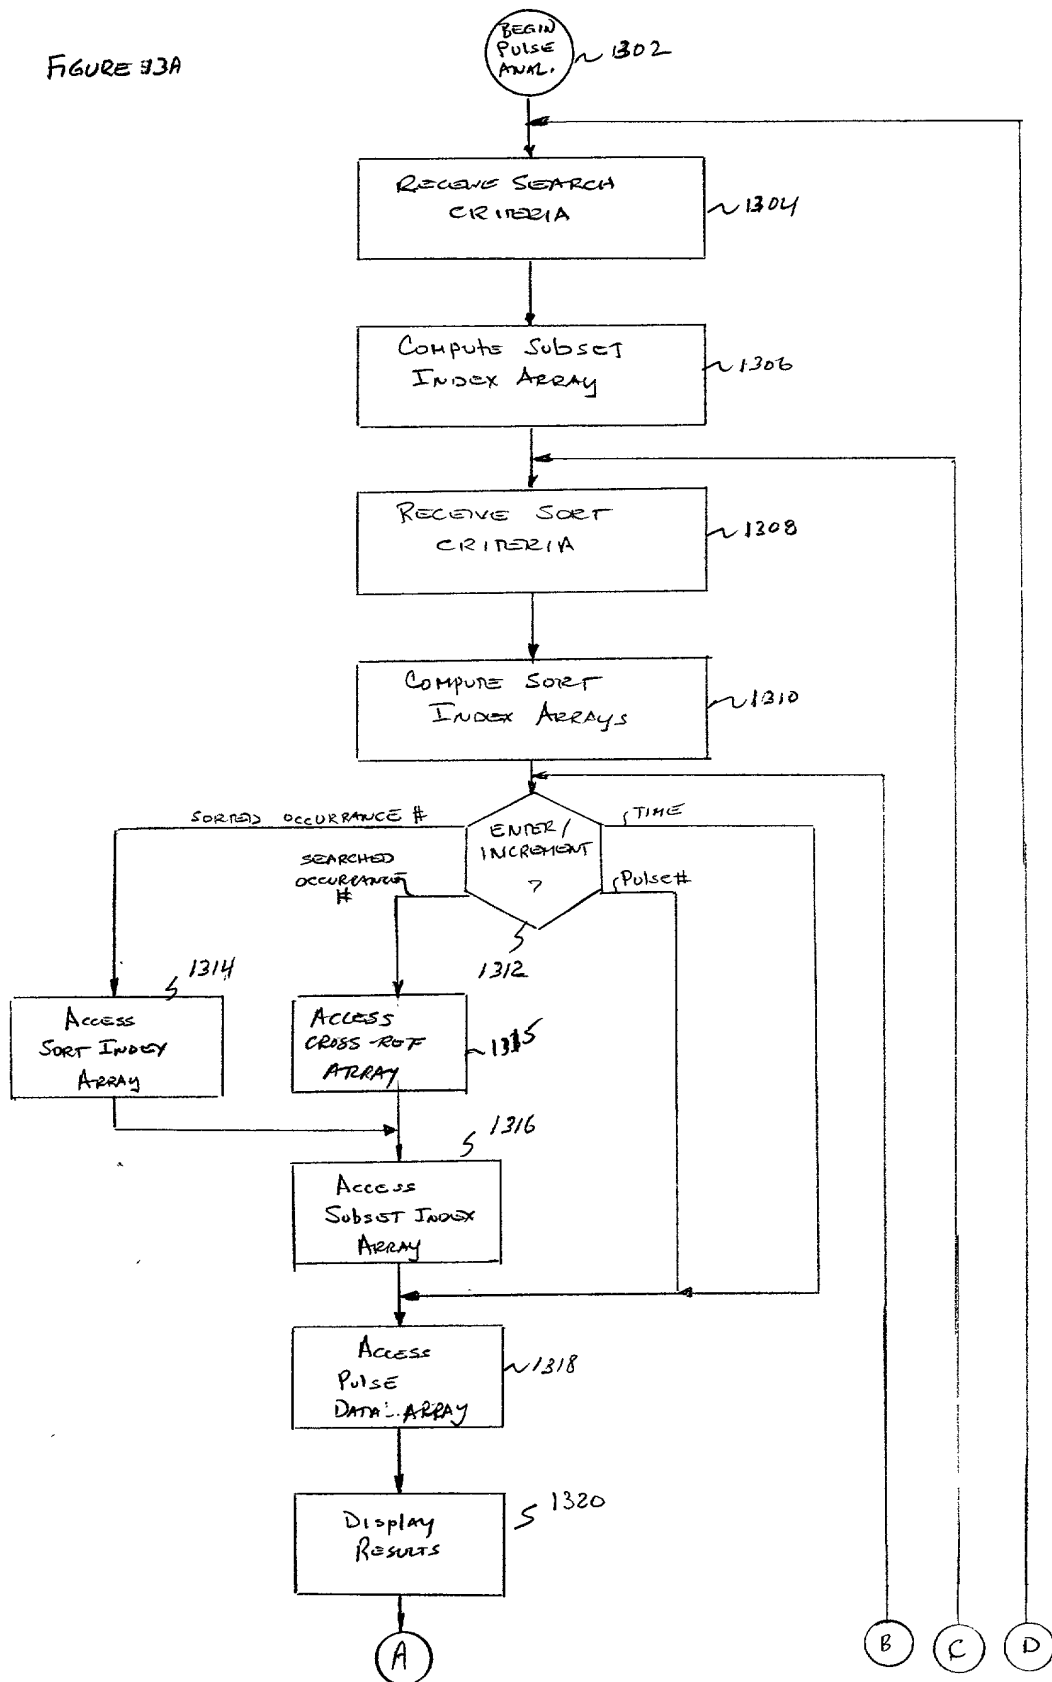 FIGURE 13A
BEGIN
PULSE
ANAL.
1302
RECEIVE SEARCH
CRITERIA
1304
COMPUTE SUBSET
INDEX ARRAY
1306
RECEIVE SORT
CRITERIA
1308
COMPUTE SORT
INDEX ARRAYS
1310
SORTED OCCURRANCE #
ENTER/
INCREMENT
?
TIME
SEARCHED
OCCURRANCE
#
Pulse #
1312
1314
ACCESS
SORT INDEX
ARRAY
ACCESS
CROSS-REF
ARRAY
1315
1316
ACCESS
SUBSET INDEX
ARRAY
ACCESS
PULSE
DATA ARRAY
1318
DISPLAY
RESULTS
1320
A
B
C
D